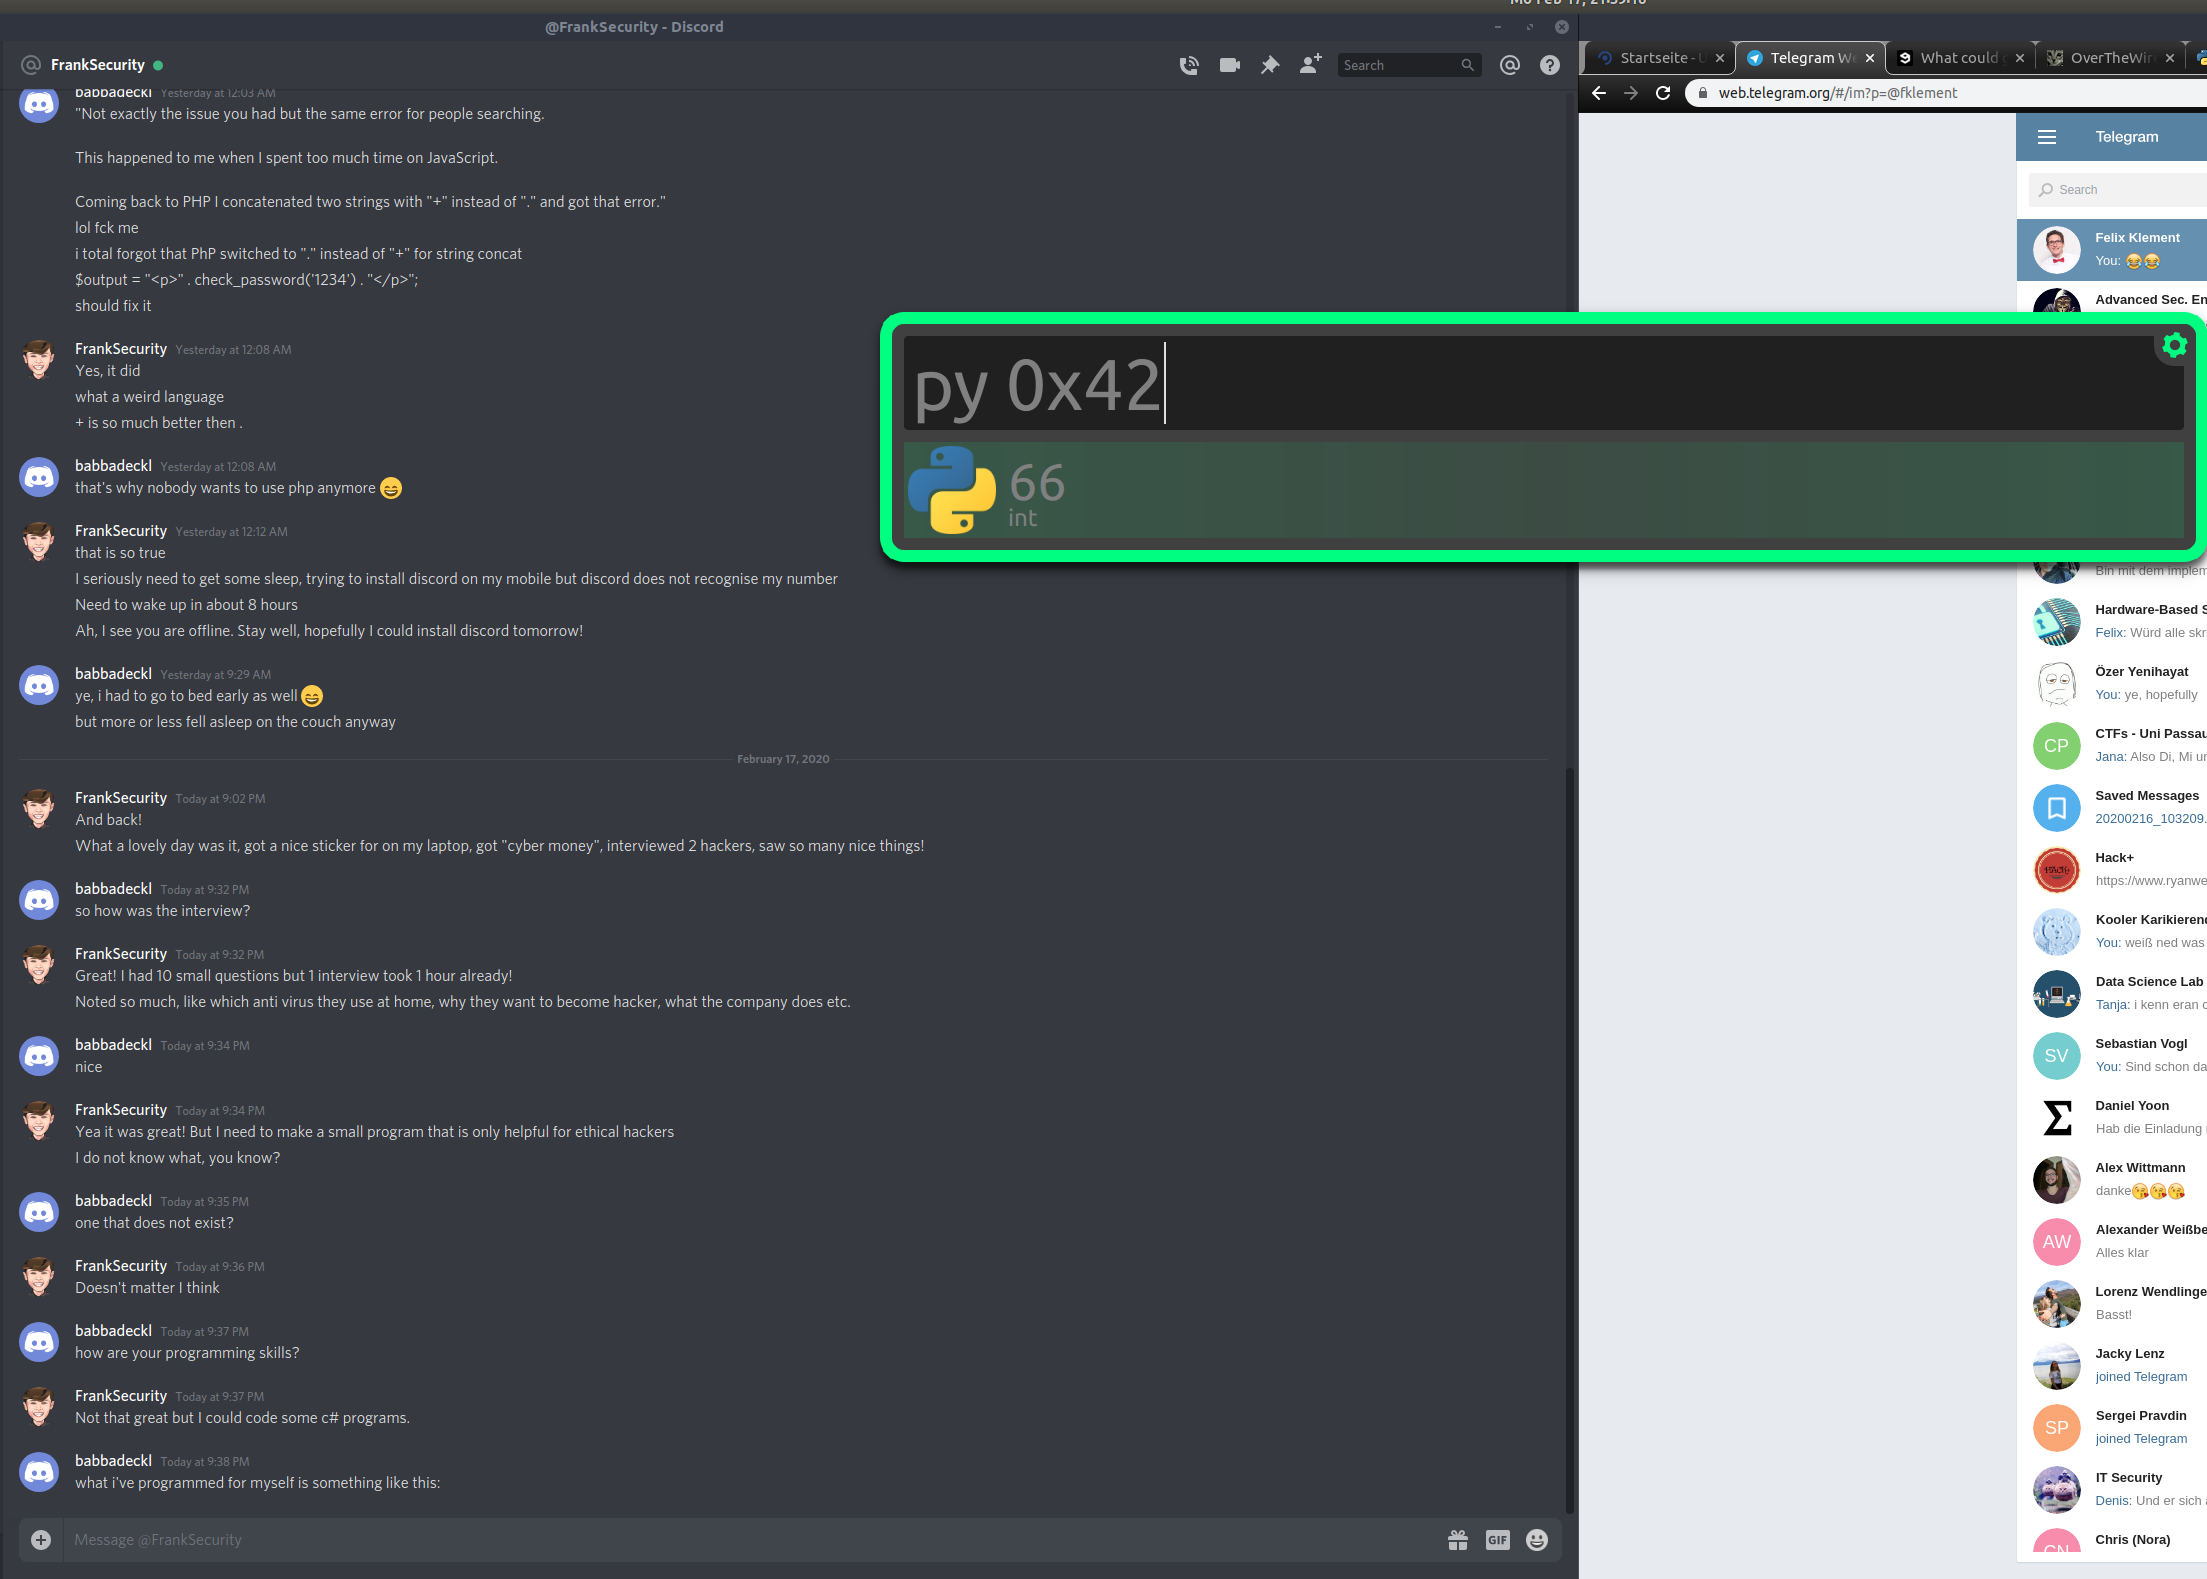 @FrankSecurity - Discord
FrankSecurity
Search
babbadeckl Yesterday at 12:03 AM
"Not exactly the issue you had but the same error for people searching.
This happened to me when I spent too much time on JavaScript.
Coming back to PHP I concatenated two strings with "+" instead of "." and got that error."
lol fck me
i total forgot that PhP switched to "." instead of "+" for string concat
$output = "<p>" . check_password('1234') . "</p>";
should fix it
FrankSecurity Yesterday at 12:08 AM
Yes, it did
what a weird language
+ is so much better then .
babbadeckl Yesterday at 12:08 AM
that's why nobody wants to use php anymore 😄
FrankSecurity Yesterday at 12:12 AM
that is so true
I seriously need to get some sleep, trying to install discord on my mobile but discord does not recognise my number
Need to wake up in about 8 hours
Ah, I see you are offline. Stay well, hopefully I could install discord tomorrow!
babbadeckl Yesterday at 9:29 AM
ye, i had to go to bed early as well 😄
but more or less fell asleep on the couch anyway
February 17, 2020
FrankSecurity Today at 9:02 PM
And back!
What a lovely day was it, got a nice sticker for on my laptop, got "cyber money", interviewed 2 hackers, saw so many nice things!
babbadeckl Today at 9:32 PM
so how was the interview?
FrankSecurity Today at 9:32 PM
Great! I had 10 small questions but 1 interview took 1 hour already!
Noted so much, like which anti virus they use at home, why they want to become hacker, what the company does etc.
babbadeckl Today at 9:34 PM
nice
FrankSecurity Today at 9:34 PM
Yea it was great! But I need to make a small program that is only helpful for ethical hackers
I do not know what, you know?
babbadeckl Today at 9:35 PM
one that does not exist?
FrankSecurity Today at 9:36 PM
Doesn't matter I think
babbadeckl Today at 9:37 PM
how are your programming skills?
FrankSecurity Today at 9:37 PM
Not that great but I could code some c# programs.
babbadeckl Today at 9:38 PM
what i've programmed for myself is something like this:
Message @FrankSecurity
GIF
py 0x42
66
int
Startseite - U
Telegram We
What could g
OverTheWire
web.telegram.org/#/im?p=@fklement
Telegram
Search
Felix Klement
You: 😂😂
Advanced Sec. En
Bin mit dem implem
Hardware-Based S
Felix: Würd alle skr
Özer Yenihayat
You: ye, hopefully
CP
CTFs - Uni Passau
Jana: Also Di, Mi un
Saved Messages
20200216_103209.
Hack+
https://www.ryanwe
Kooler Karikierend
You: weiß ned was
Data Science Lab
Tanja: i kenn eran c
SV
Sebastian Vogl
You: Sind schon da
Σ
Daniel Yoon
Hab die Einladung
Alex Wittmann
danke😘😘😘
AW
Alexander Weißbe
Alles klar
Lorenz Wendlinge
Basst!
Jacky Lenz
joined Telegram
SP
Sergei Pravdin
joined Telegram
IT Security
Denis: Und er sich a
CN
Chris (Nora)